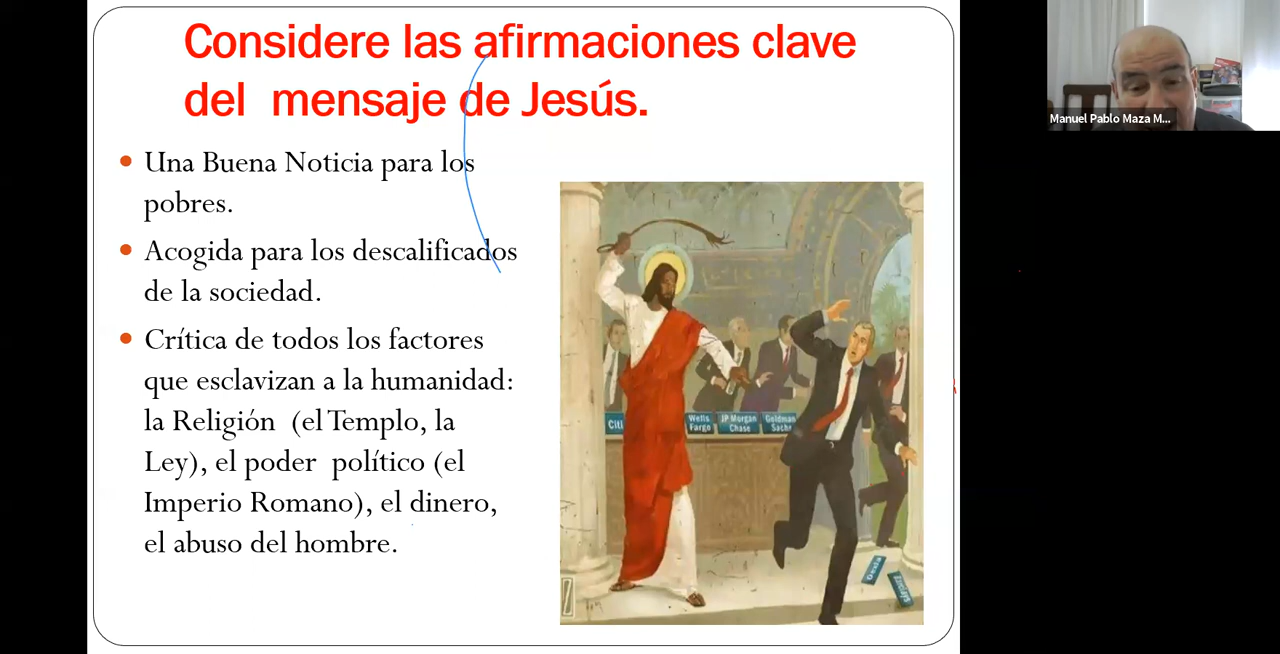 Considere las afirmaciones clave
del mensaje de Jesús.
Una Buena Noticia para los
pobres.
Acogida para los descalificados
de la sociedad.
Crítica de todos los factores
que esclavizan a la humanidad:
la Religión (el Templo, la
Ley), el poder político (el
Imperio Romano), el dinero,
el abuso del hombre.
Citi
Wells
Fargo
JP Morgan
Chase
Goldman
Sachs
Manuel Pablo Maza M...